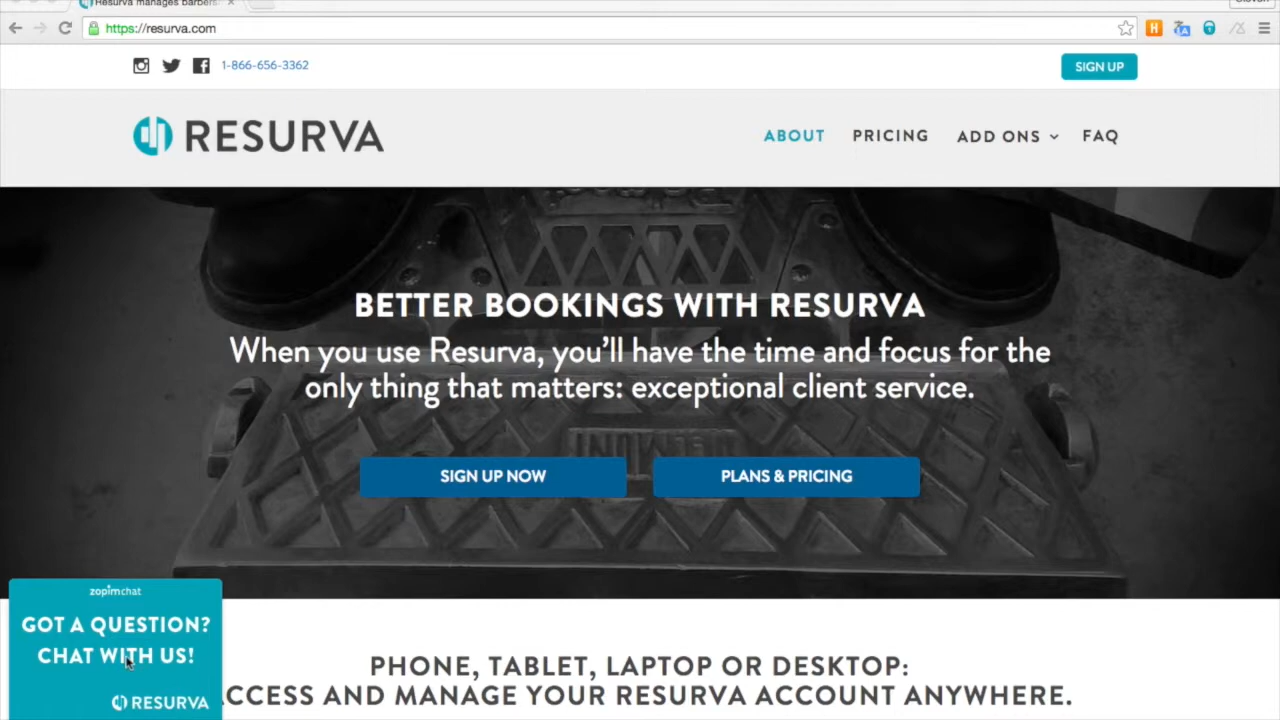 Resurva manages barbers
https://resurva.com
1-866-656-3362
SIGN UP
RESURVA
ABOUT
PRICING
ADD ONS
FAQ
BETTER BOOKINGS WITH RESURVA
When you use Resurva, you'll have the time and focus for the
only thing that matters: exceptional client service.
SIGN UP NOW
PLANS & PRICING
zopimchat
GOT A QUESTION?
CHAT WITH US!
RESURVA
PHONE, TABLET, LAPTOP OR DESKTOP:
CCESS AND MANAGE YOUR RESURVA ACCOUNT ANYWHERE.